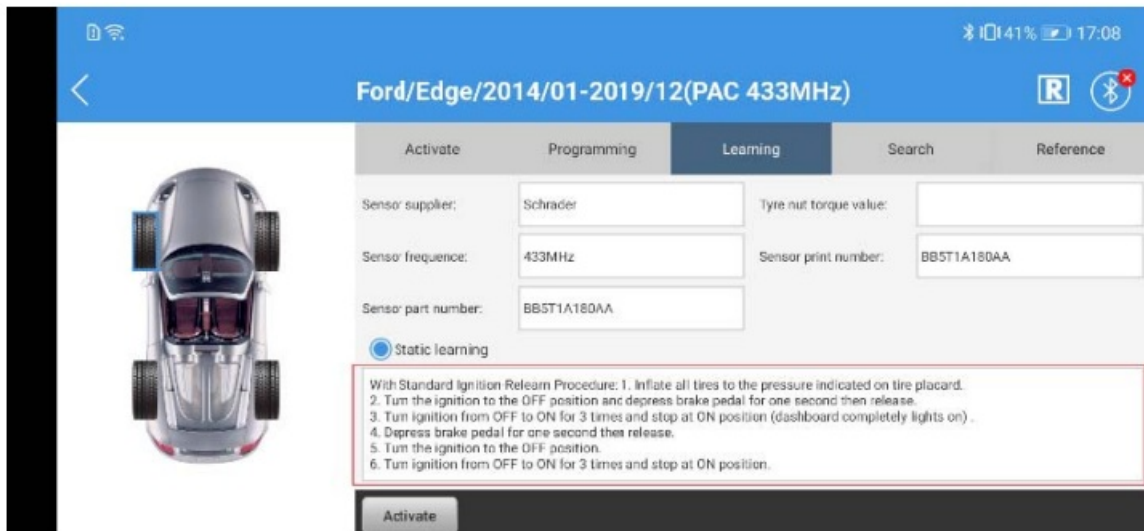 41% 17:08
Ford/Edge/2014/01-2019/12(PAC 433MHz)
R
Activate Programming Learning Search Reference
Sensor supplier: Schrader Tyre nut torque value:
Sensor frequence: 433MHz Sensor print number: BB5T1A180AA
Sensor part number: BB5T1A180AA
Static learning
With Standard Ignition Relearn Procedure: 1. Inflate all tires to the pressure indicated on tire placard.
2. Turn the ignition to the OFF position and depress brake pedal for one second then release.
3. Turn ignition from OFF to ON for 3 times and stop at ON position (dashboard completely lights on) .
4. Depress brake pedal for one second then release.
5. Turn the ignition to the OFF position.
6. Turn ignition from OFF to ON for 3 times and stop at ON position.
Activate